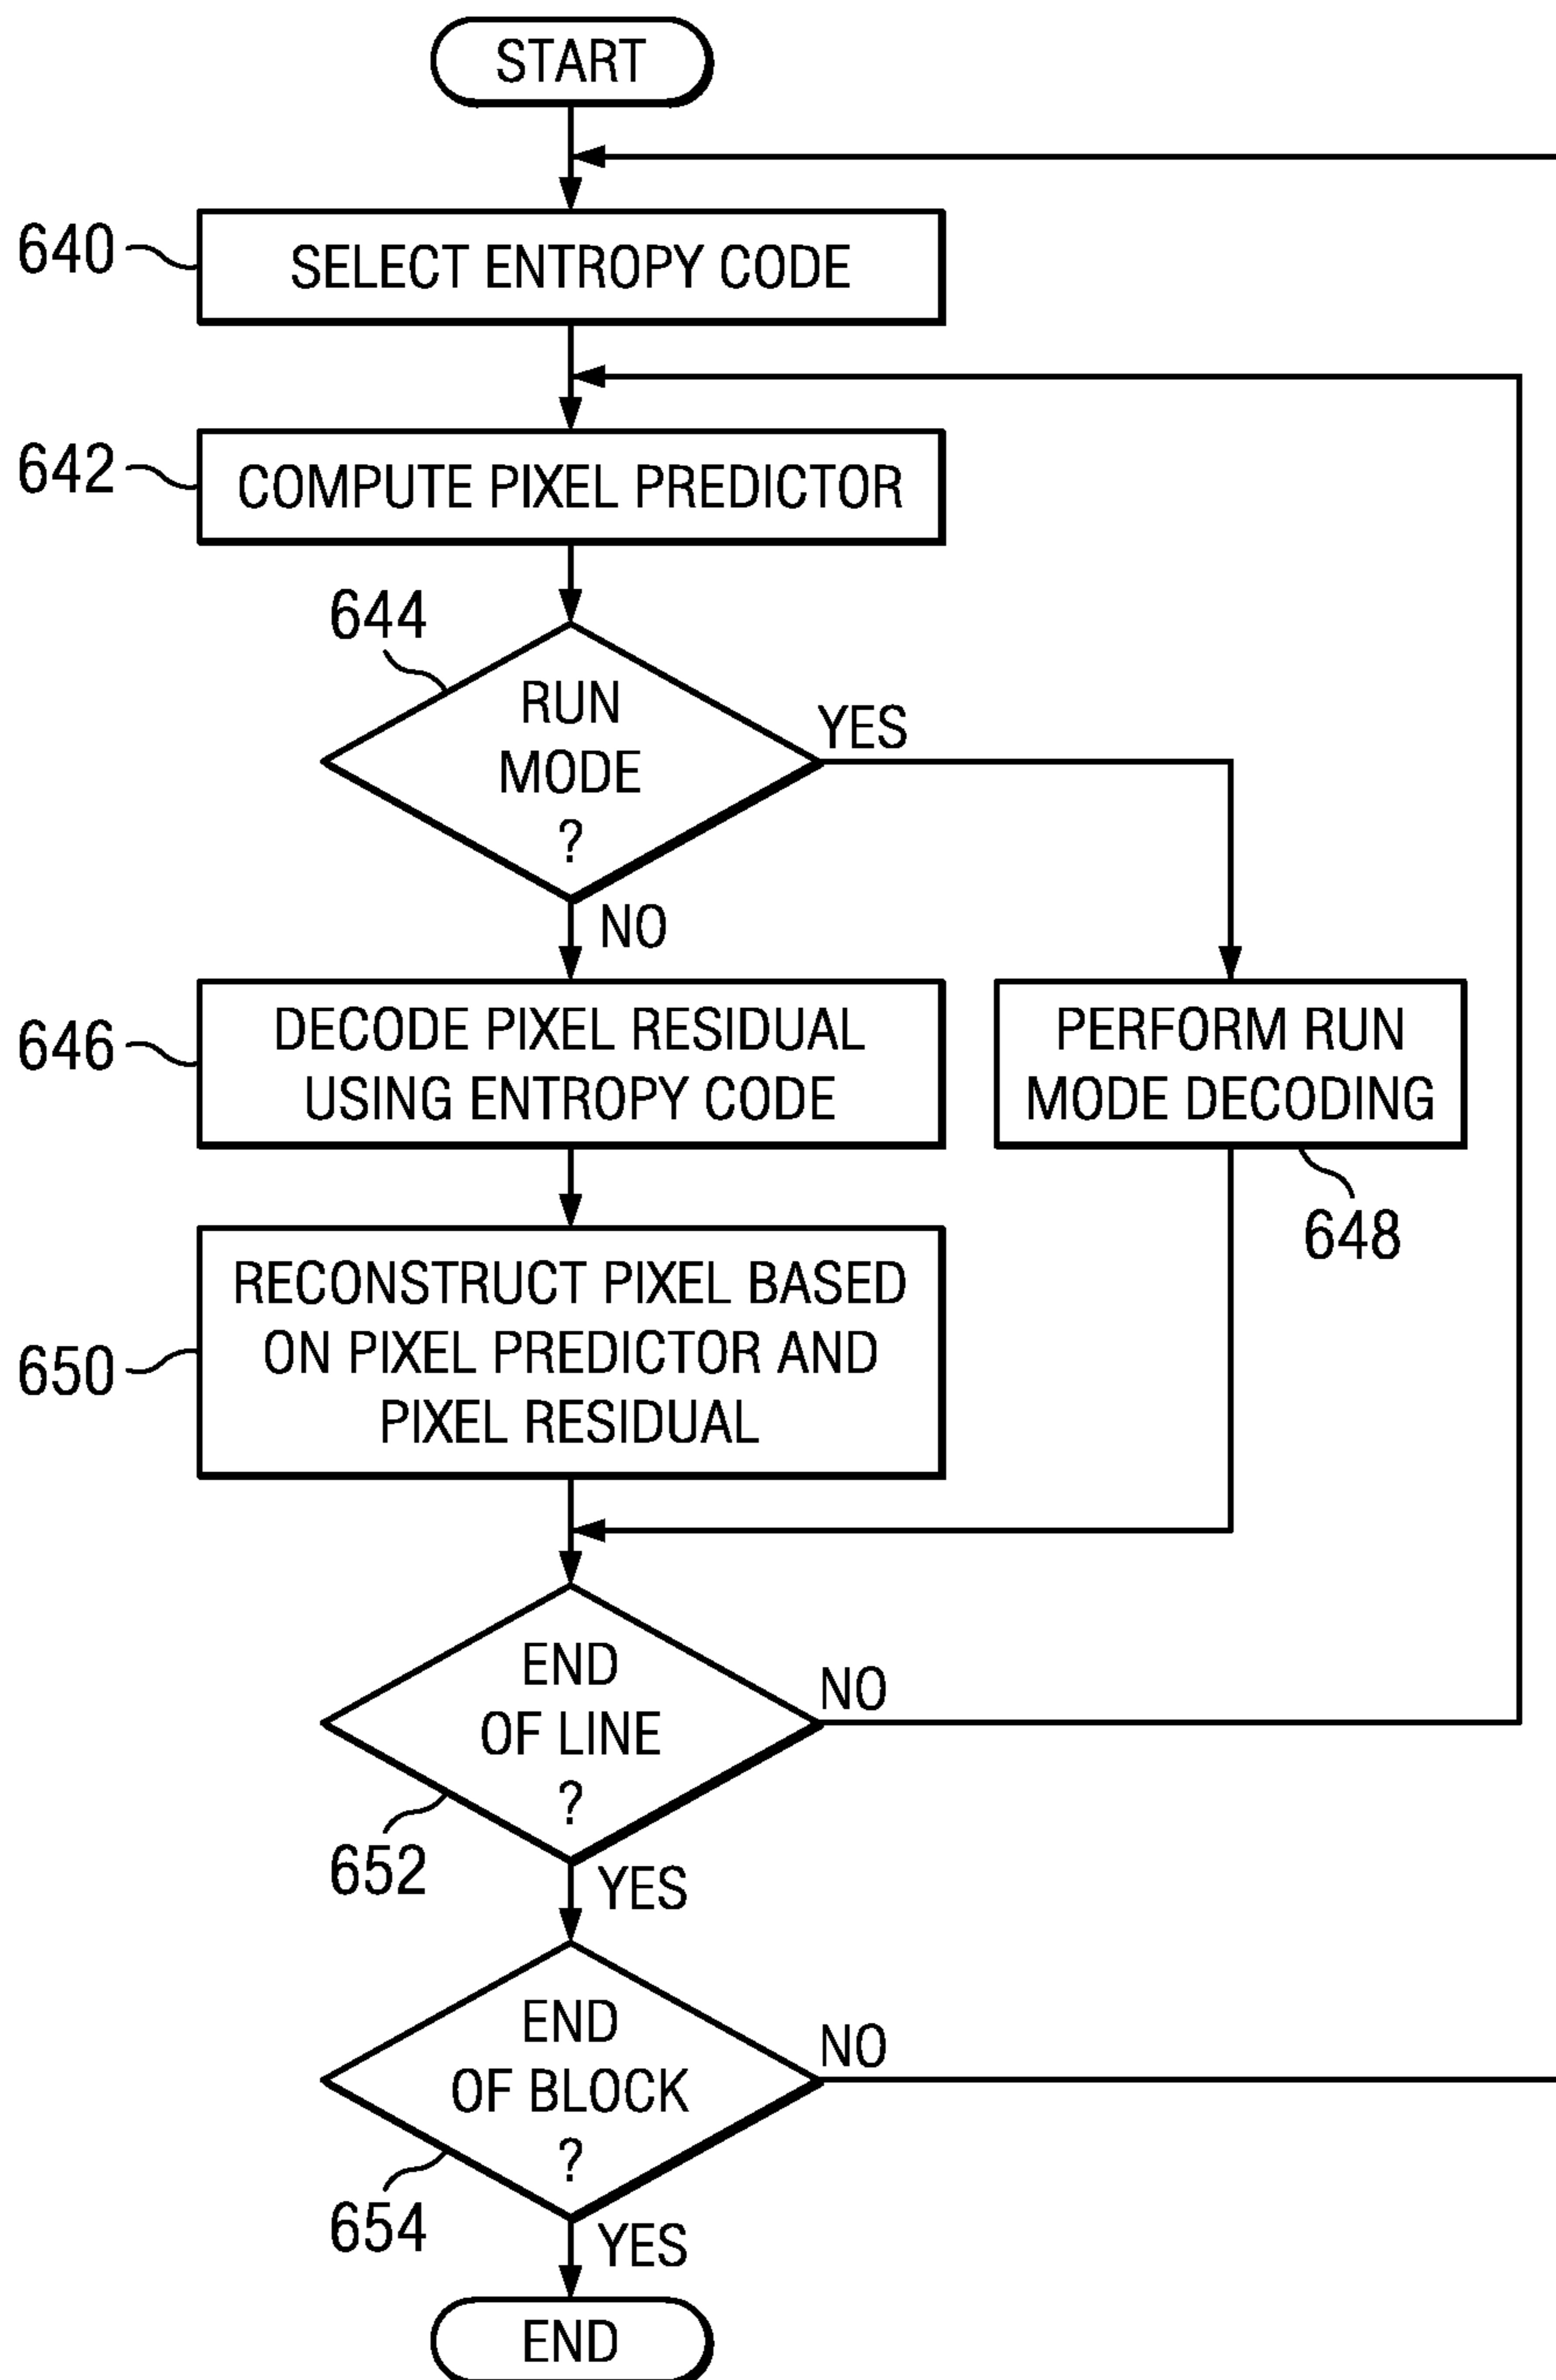 START
640
SELECT ENTROPY CODE
642
COMPUTE PIXEL PREDICTOR
644
RUN
MODE
?
YES
NO
646
DECODE PIXEL RESIDUAL
USING ENTROPY CODE
PERFORM RUN
MODE DECODING
648
650
RECONSTRUCT PIXEL BASED
ON PIXEL PREDICTOR AND
PIXEL RESIDUAL
END
OF LINE
?
NO
652
YES
END
OF BLOCK
?
NO
654
YES
END